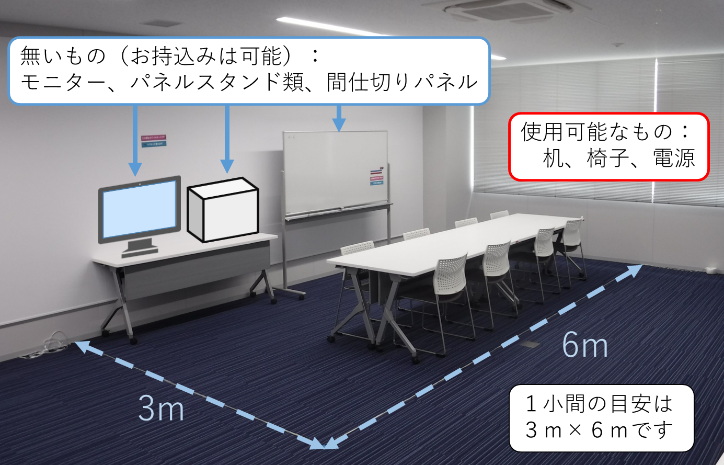 無いもの（お持込みは可能）：
モニター、パネルスタンド類、間仕切りパネル
使用可能なもの：
机、椅子、電源
6m
3m
１小間の目安は
３ｍ×６ｍです